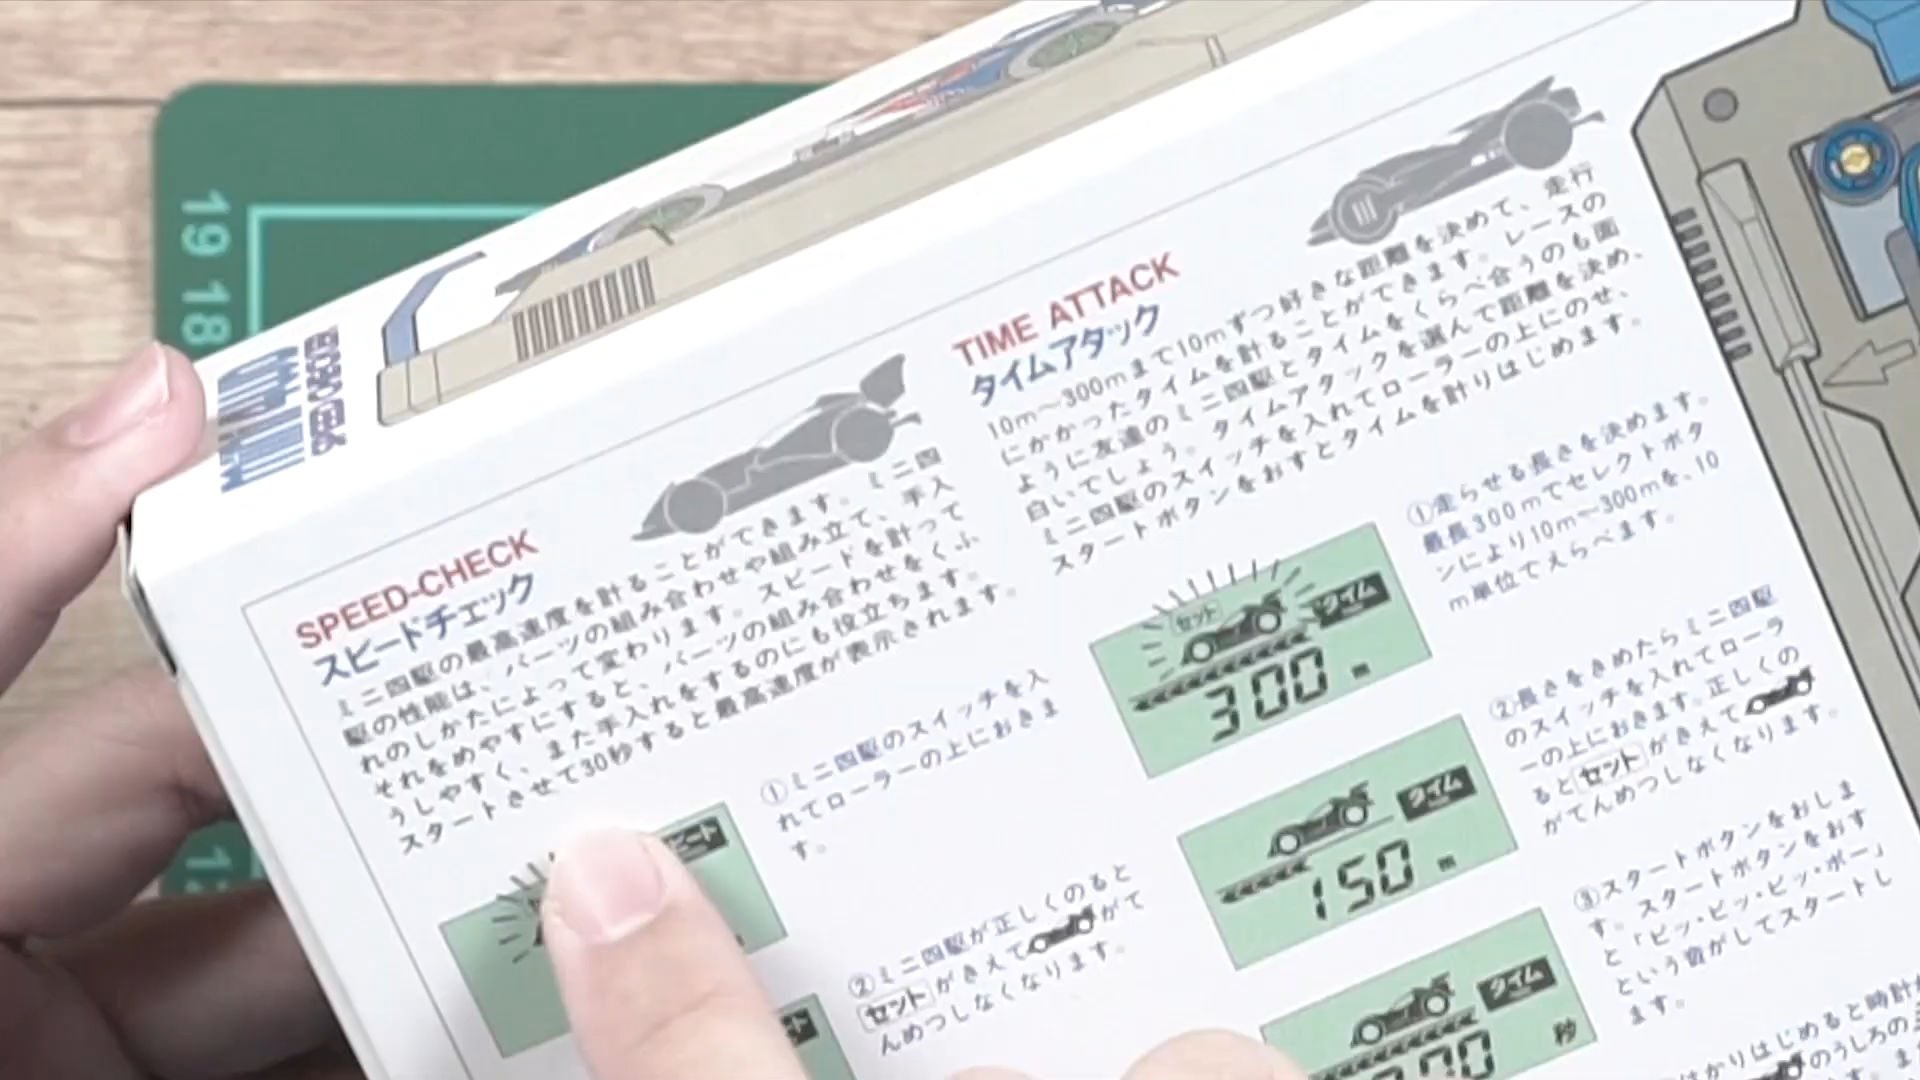 19 18
SPEED-CHECK
スピードチェック
ミニ四駆の最高速度を計ることができます。ミニ四
駆の性能は、パーツの組み合わせや組み立て、手入
れのしかたによって変わります。スピードを計って
それをめやすにすると、パーツの組み合わせをくふ
うしやすく、また手入れをするのにも役立ちます。
スタートさせて30秒すると最高速度が表示されます。
①ミニ四駆のスイッチを入
れてローラーの上におきま
す。
②ミニ四駆が正しくのると
セットがきえて がて
んめつしなくなります。
TIME ATTACK
タイムアタック
10m〜300mまで10mずつ好きな距離を決めて、走行
にかかったタイムを計ることができます。レースの
ように友達のミニ四駆とタイムをくらべ合うのも面
白いでしょう。タイムアタックを選んで距離を決め、
ミニ四駆のスイッチを入れてローラーの上にのせ、
スタートボタンをおすとタイムを計りはじめます。
セット タイム
300 m
①走らせる長さを決めます。
最長300mでセレクトボタ
ンにより10m〜300mを、10
m単位でえらべます。
タイム
150 m
②長さをきめたらミニ四駆
のスイッチを入れてローラ
ーの上におきます。正しくの
るとセットがきえて
がてんめつしなくなります。
タイム
秒
③スタートボタンをおしま
す。スタートボタンをおす
と「ピッ・ピッ・ピッ・ポー」
という音がしてスタートし
ます。
はかりはじめると時計
のうしろの